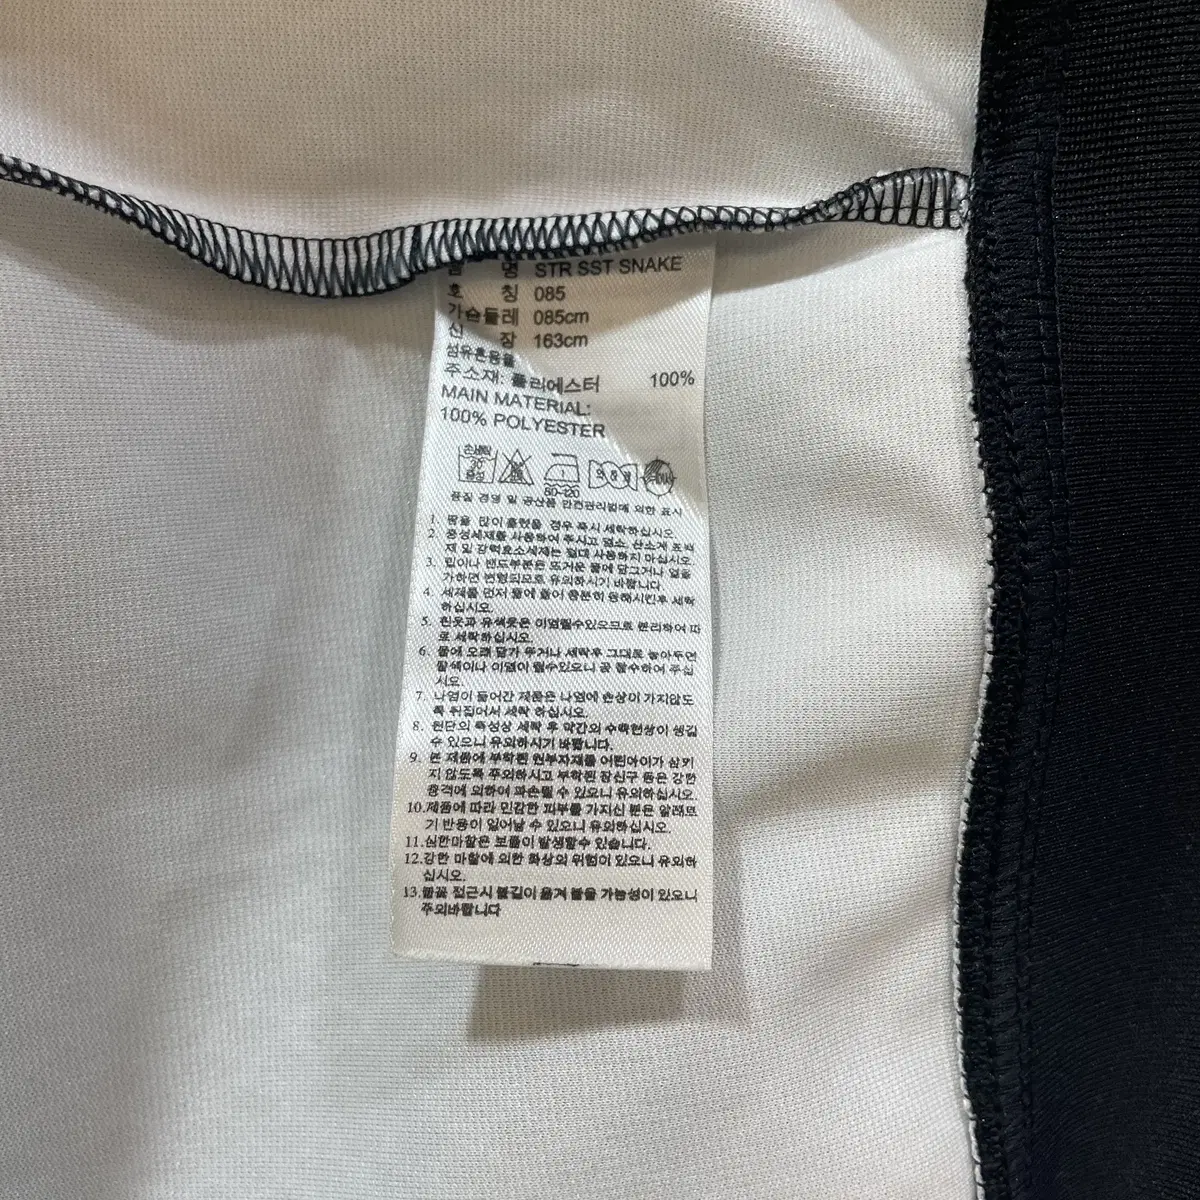 품 명 STR SST SNAKE
호 칭 085
가슴둘레 085cm
신 장 163cm
섬유혼용율
주소재: 폴리에스터 100%
MAIN MATERIAL:
100% POLYESTER
손세탁
30
중성
80-120
품질 경영 및 공산품 안전관리법에 의한 표시
1. 땀을 많이 흘렸을 경우 즉시 세탁하십시오
2. 중성세제를 사용하여 주시고 염소, 산소계 표백
제 및 강력효소세제는 절대 사용하지 마십시오.
3. 립이나 밴드부분은 뜨거운 물에 담그거나 열을
가하면 변형되므로 유의하시기 바랍니다.
4. 세제를 먼저 물에 풀어 충분히 용해시킨후 세탁
하십시오.
5. 흰옷과 유색옷은 이염될수있으므로 분리하여 따
로 세탁하십시오.
6. 물에 오래 담가 두거나 세탁후 그대로 놓아두면
탈색이나 이염이 될수있으니 곧 탈수하여 주십
시오.
7. 나염이 들어간 제품은 나염에 손상이 가지않도
록 뒤집어서 세탁 하십시오.
8. 원단의 특성상 세탁 후 약간의 수축현상이 생길
수 있으니 유의하시기 바랍니다.
9. 본 제품에 부착된 원부자재를 어린아이가 삼키
지 않도록 주의하시고 부착된 장신구 등은 강한
충격에 의하여 파손될 수 있으니 유의하십시오.
10.제품에 따라 민감한 피부를 가지신 분은 알레르
기 반응이 일어날 수 있으니 유의하십시오.
11.심한마찰은 보풀이 발생할수 있습니다.
12.강한 마찰에 의한 화상의 위험이 있으니 유의하
십시오.
13.불꽃 접근시 불길이 옮겨 붙을 가능성이 있으니
주의바랍니다